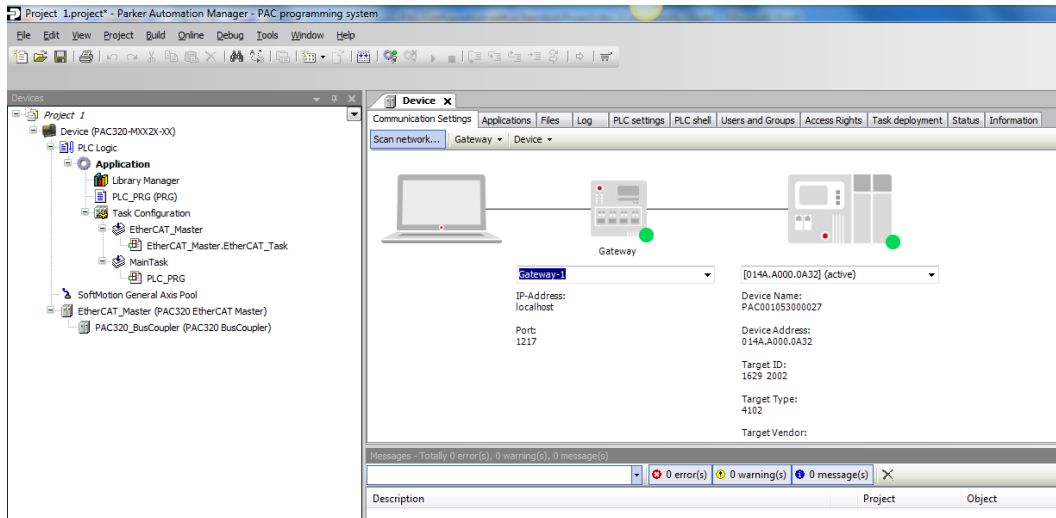 Project 1.project* - Parker Automation Manager - PAC programming system
File Edit View Project Build Online Debug Tools Window Help
Devices
Project 1
Device (PAC320-MXX2X-XX)
PLC Logic
Application
Library Manager
PLC_PRG (PRG)
Task Configuration
EtherCAT_Master
EtherCAT_Master.EtherCAT_Task
MainTask
PLC_PRG
SoftMotion General Axis Pool
EtherCAT_Master (PAC320 EtherCAT Master)
PAC320_BusCoupler (PAC320 BusCoupler)
Device
Communication Settings Applications Files Log PLC settings PLC shell Users and Groups Access Rights Task deployment Status Information
Scan network... Gateway Device
Gateway
Gateway-1
IP-Address:
localhost
Port:
1217
[014A.A000.0A32] (active)
Device Name:
PAC001053000027
Device Address:
014A.A000.0A32
Target ID:
1629 2002
Target Type:
4102
Target Vendor:
Messages - Totally 0 error(s), 0 warning(s), 0 message(s)
0 error(s) 0 warning(s) 0 message(s)
Description Project Object